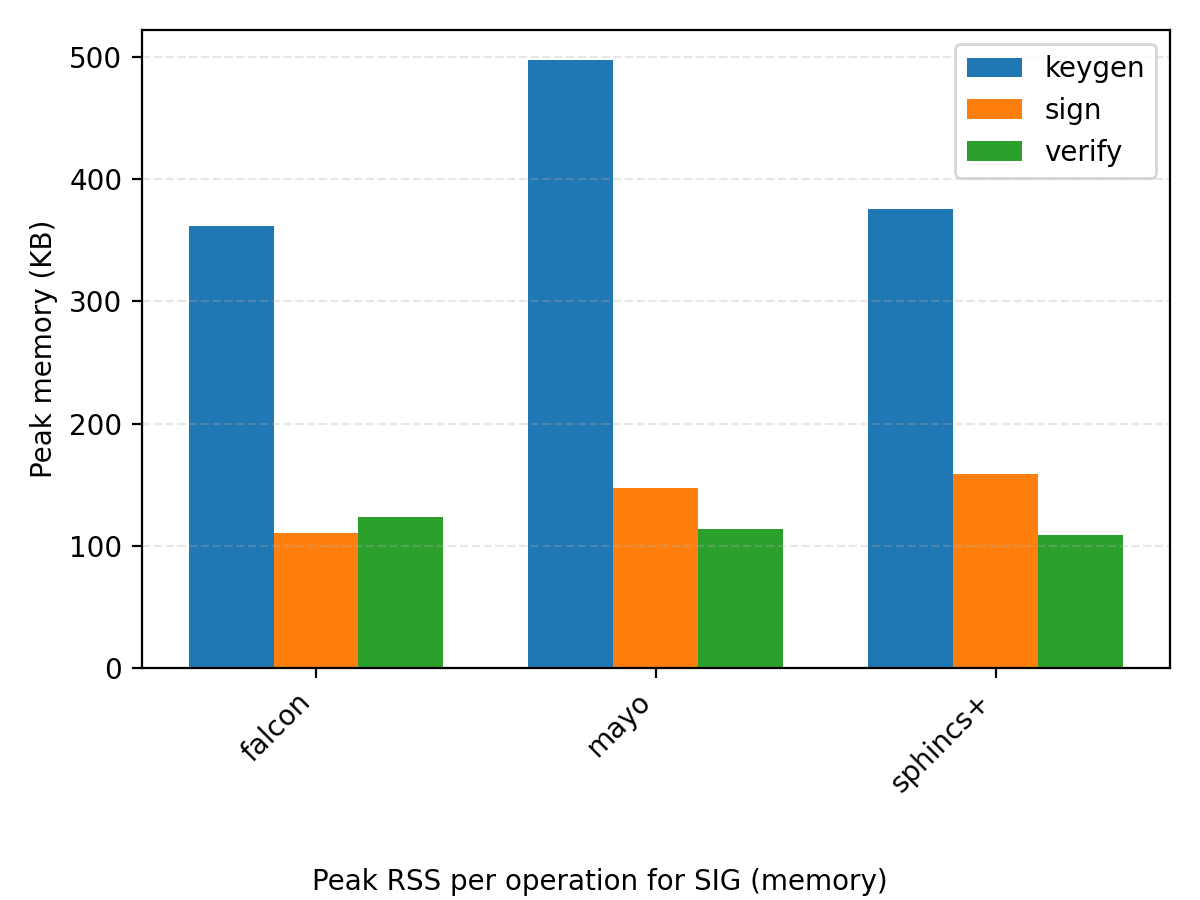 500
400
300
200
100
0
Peak memory (KB)
keygen
sign
verify
falcon
mayo
sphincs+
Peak RSS per operation for SIG (memory)